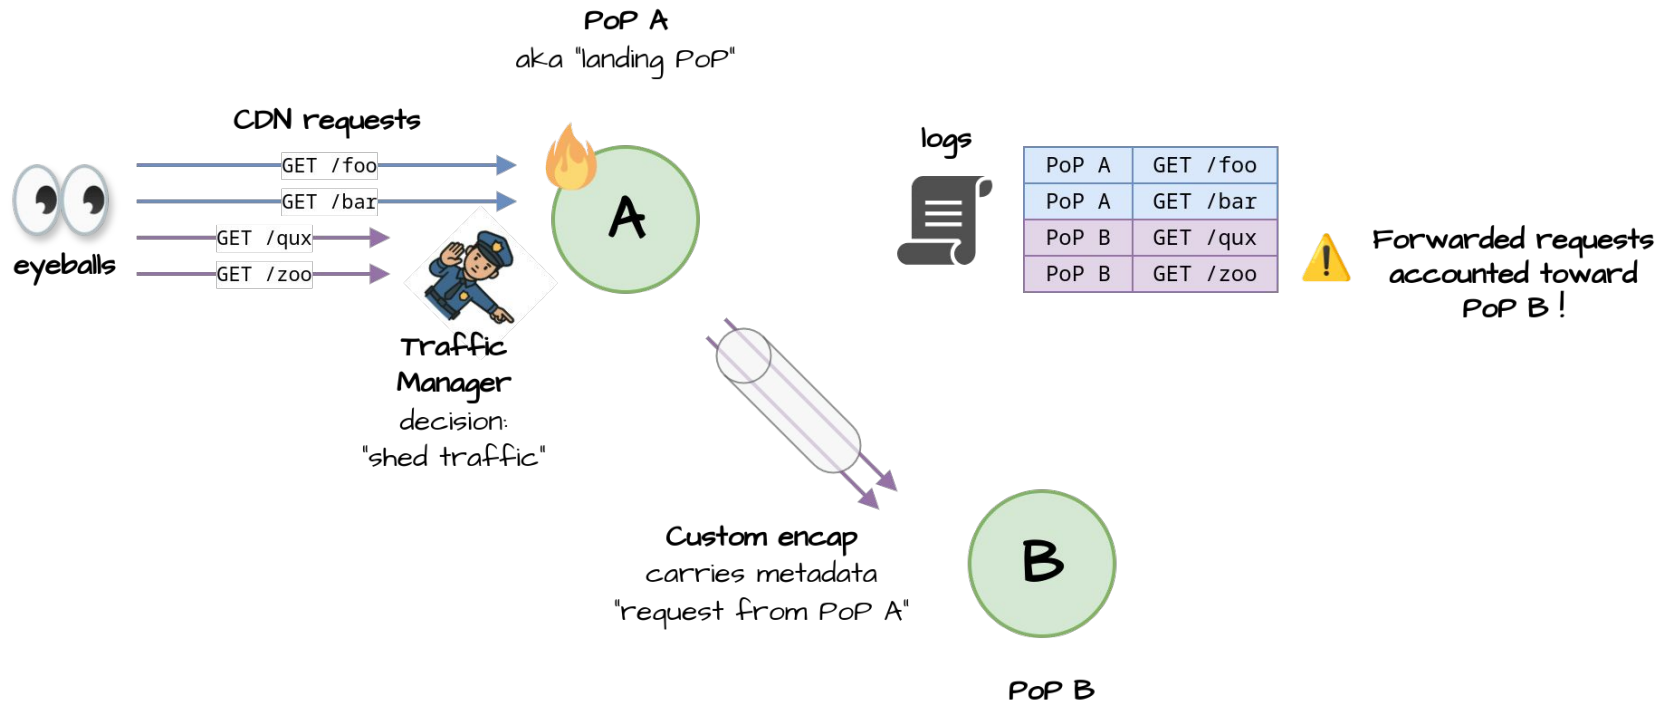 PoP A
aka "landing PoP"
CDN requests
GET /foo
GET /bar
GET /qux
GET /zoo
eyeballs
A
Traffic
Manager
decision:
"shed traffic"
logs
PoP A GET /foo
PoP A GET /bar
PoP B GET /qux
PoP B GET /zoo
Forwarded requests
accounted toward
PoP B !
Custom encap
carries metadata
"request from PoP A"
B
PoP B